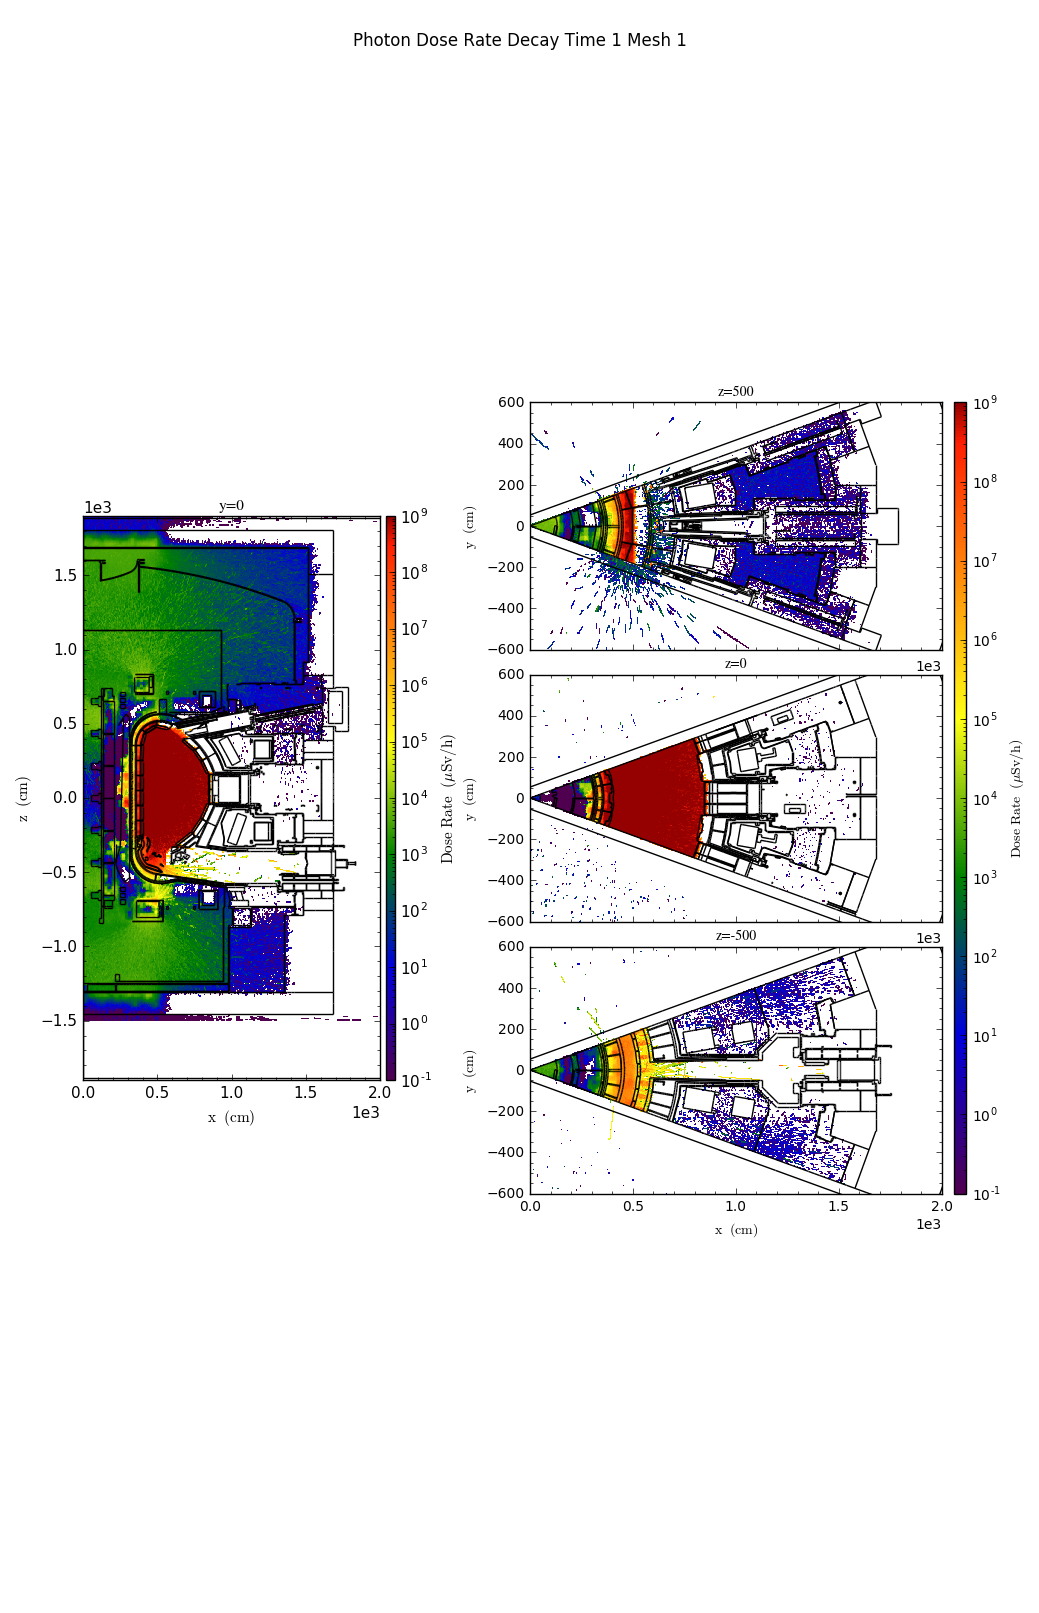 Photon Dose Rate Decay Time 1 Mesh 1
y=0
1e3
1.5
1.0
0.5
0.0
−0.5
−1.0
−1.5
z (cm)
0.0 0.5 1.0 1.5 2.0
1e3
x (cm)
10^9
10^8
10^7
10^6
10^5
10^4
10^3
10^2
10^1
10^0
10^-1
Dose Rate (μSv/h)
z=500
600
400
200
0
−200
−400
−600
y (cm)
1e3
z=0
600
400
200
0
−200
−400
−600
y (cm)
1e3
z=-500
600
400
200
0
−200
−400
−600
y (cm)
0.0 0.5 1.0 1.5 2.0
1e3
x (cm)
10^9
10^8
10^7
10^6
10^5
10^4
10^3
10^2
10^1
10^0
10^-1
Dose Rate (μSv/h)